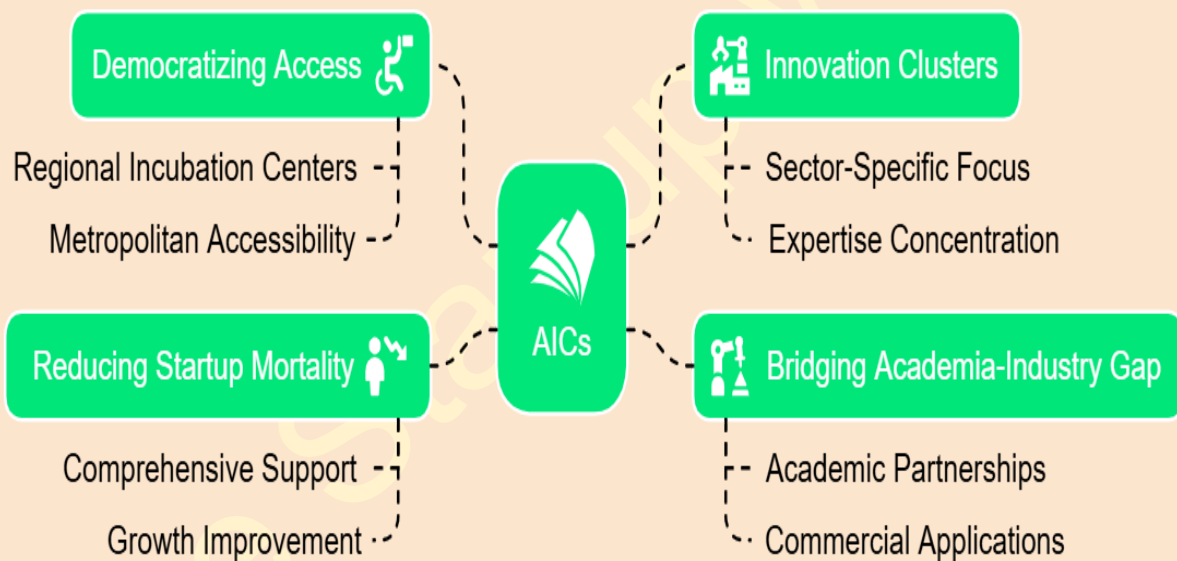 Democratizing Access
Regional Incubation Centers
Metropolitan Accessibility
Innovation Clusters
Sector-Specific Focus
Expertise Concentration
AICs
Reducing Startup Mortality
Comprehensive Support
Growth Improvement
Bridging Academia-Industry Gap
Academic Partnerships
Commercial Applications